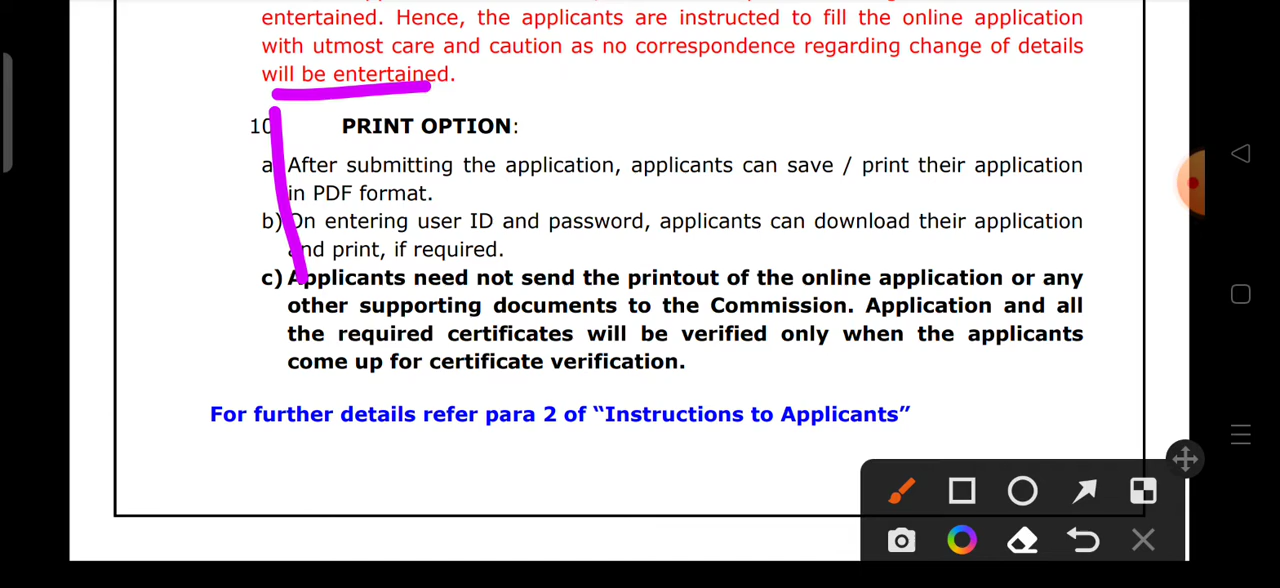 entertained. Hence, the applicants are instructed to fill the online application
with utmost care and caution as no correspondence regarding change of details
will be entertained.
10 PRINT OPTION:
a After submitting the application, applicants can save / print their application
in PDF format.
b) On entering user ID and password, applicants can download their application
and print, if required.
c) Applicants need not send the printout of the online application or any
other supporting documents to the Commission. Application and all
the required certificates will be verified only when the applicants
come up for certificate verification.
For further details refer para 2 of “Instructions to Applicants”